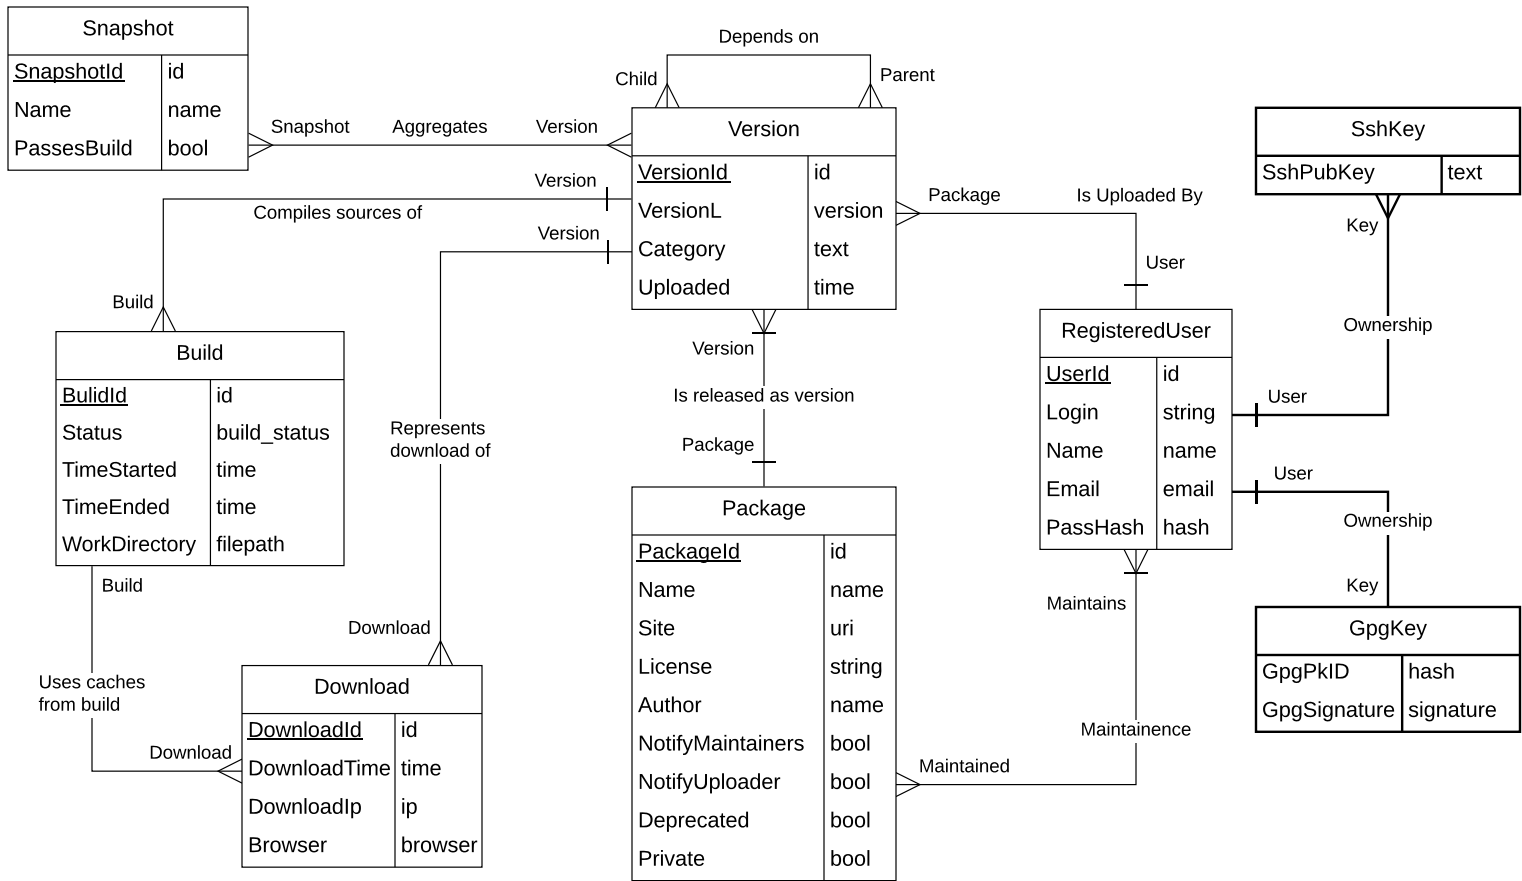 Snapshot
SnapshotId id
Name name
PassesBuild bool
Depends on
Child
Parent
Snapshot Aggregates Version
Version
VersionId id
VersionL version
Category text
Uploaded time
Version
Compiles sources of
Version
Build
Package
Is Uploaded By
User
SshKey
SshPubKey text
Key
Ownership
User
RegisteredUser
UserId id
Login string
Name name
Email email
PassHash hash
User
Ownership
Key
GpgKey
GpgPkID hash
GpgSignature signature
Build
BulidId id
Status build_status
TimeStarted time
TimeEnded time
WorkDirectory filepath
Build
Version
Is released as version
Package
Represents
download of
Download
Uses caches
from build
Download
Download
DownloadId id
DownloadTime time
DownloadIp ip
Browser browser
Package
PackageId id
Name name
Site uri
License string
Author name
NotifyMaintainers bool
NotifyUploader bool
Deprecated bool
Private bool
Maintains
Maintainence
Maintained